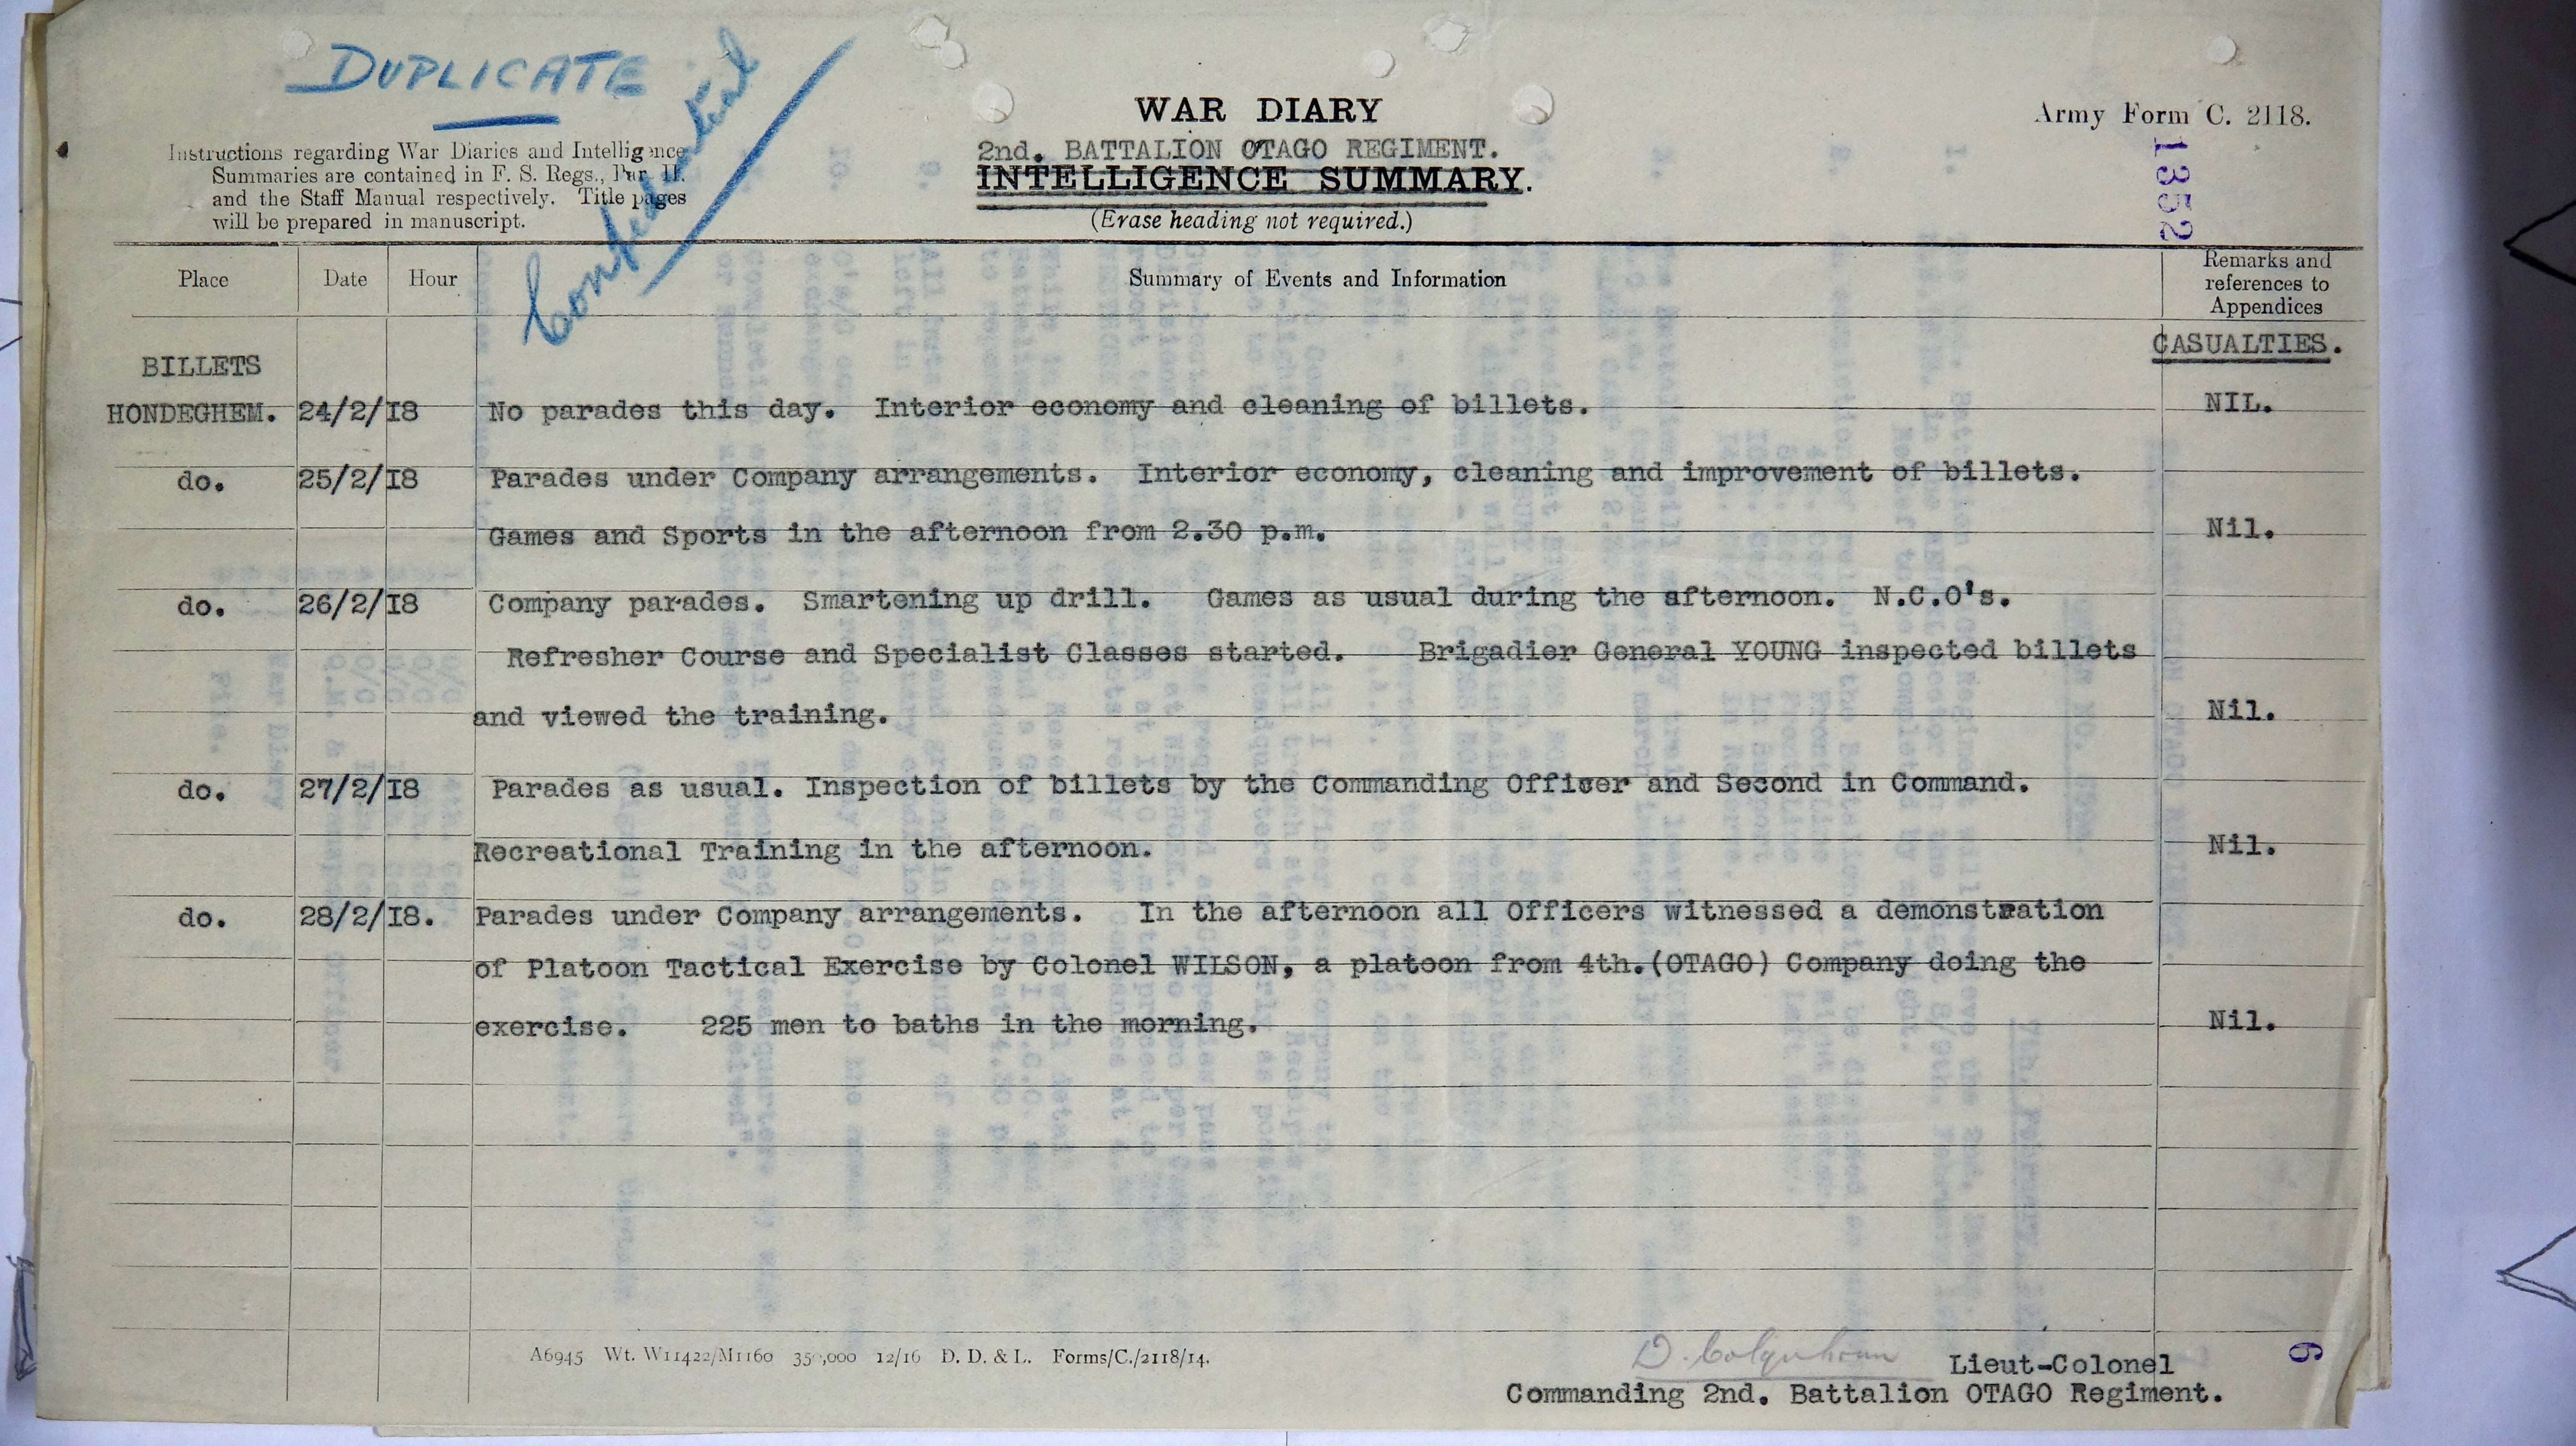 DUPLICATE
Confidential
Instructions regarding War Diaries and Intelligence
Summaries are contained in F. S. Regs., Par II.
and the Staff Manual respectively. Title pages
will be prepared in manuscript.
WAR DIARY
2nd. BATTALION OTAGO REGIMENT.
INTELLIGENCE SUMMARY.
(Erase heading not required.)
Army Form C. 2118.
1352
Place Date Hour Summary of Events and Information Remarks and
references to
Appendices
CASUALTIES.
BILLETS
HONDEGHEM. 24/2/18 No parades this day. Interior economy and cleaning of billets. NIL.
do. 25/2/18 Parades under Company arrangements. Interior economy, cleaning and improvement of billets.
Games and Sports in the afternoon from 2.30 p.m. Nil.
do. 26/2/18 Company parades. Smartening up drill. Games as usual during the afternoon. N.C.O's.
Refresher Course and Specialist Classes started. Brigadier General YOUNG inspected billets
and viewed the training. Nil.
do. 27/2/18 Parades as usual. Inspection of billets by the Commanding Officer and Second in Command.
Recreational Training in the afternoon. Nil.
do. 28/2/18. Parades under Company arrangements. In the afternoon all Officers witnessed a demonstration
of Platoon Tactical Exercise by Colonel WILSON, a platoon from 4th.(OTAGO) Company doing the
exercise. 225 men to baths in the morning. Nil.
A6945 Wt. W11422/M1160 350,000 12/16 D. D. & L. Forms/C./2118/14.
D. Colquhoun Lieut-Colonel
Commanding 2nd. Battalion OTAGO Regiment.